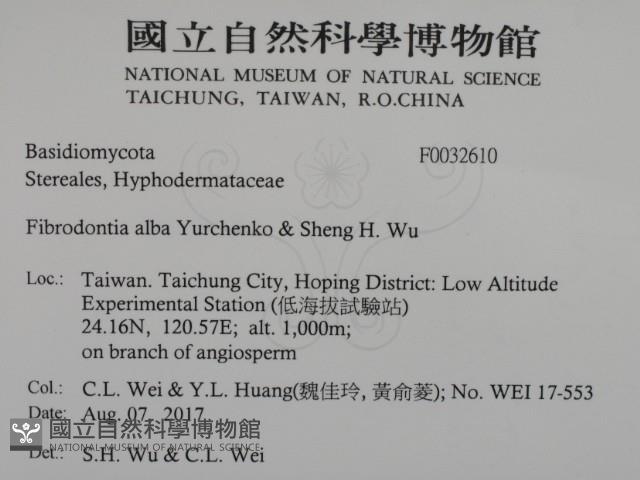 國立自然科學博物館
NATIONAL MUSEUM OF NATURAL SCIENCE
TAICHUNG, TAIWAN, R.O.CHINA
Basidiomycota F0032610
Stereales, Hyphodermataceae
Fibrodontia alba Yurchenko & Sheng H. Wu
Loc.: Taiwan. Taichung City, Hoping District: Low Altitude
Experimental Station (低海拔試驗站)
24.16N, 120.57E; alt. 1,000m;
on branch of angiosperm
Col.: C.L. Wei & Y.L. Huang(魏佳玲, 黃俞菱); No. WEI 17-553
Date: Aug. 07, 2017
國立自然科學博物館
NATIONAL MUSEUM OF NATURAL SCIENCE
Det.: S.H. Wu & C.L. Wei